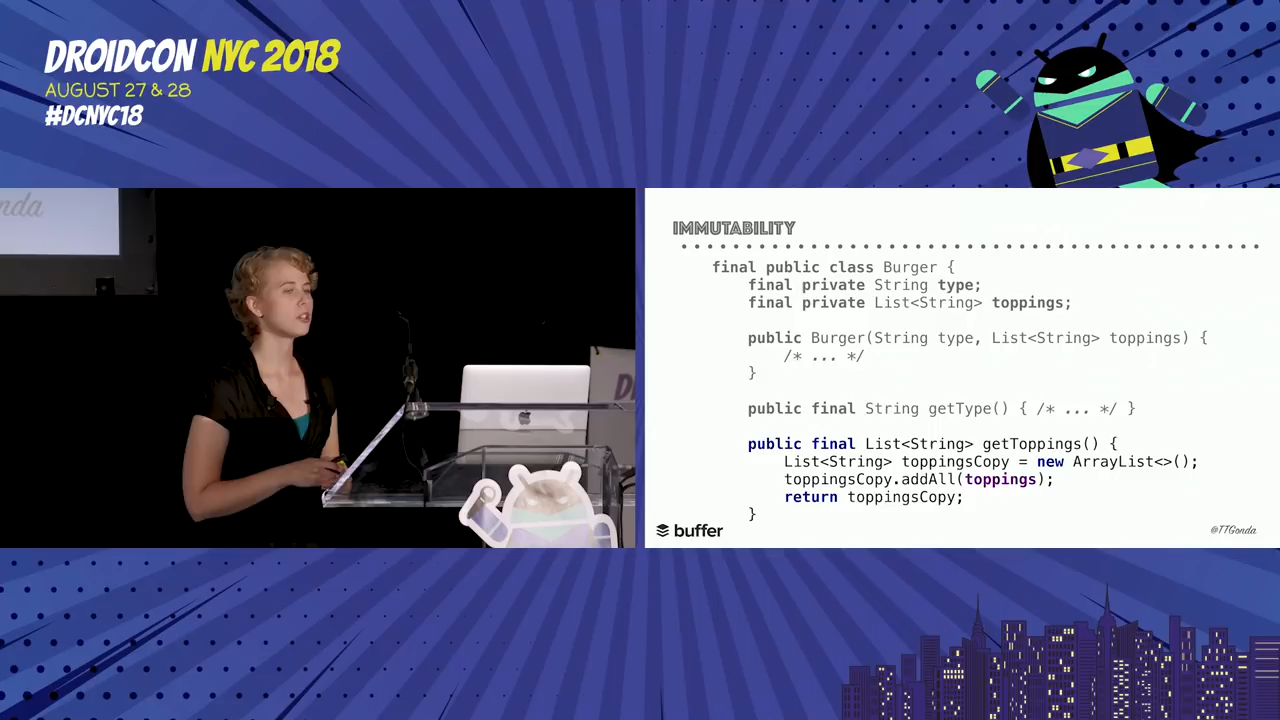 DROIDCON NYC 2018
AUGUST 27 & 28
#DCNYC18
nda
IMMUTABILITY
final public class Burger {
final private String type;
final private List<String> toppings;
public Burger(String type, List<String> toppings) {
/* ... */
}
public final String getType() { /* ... */ }
public final List<String> getToppings() {
List<String> toppingsCopy = new ArrayList<>();
toppingsCopy.addAll(toppings);
return toppingsCopy;
}
buffer
@TTGonda